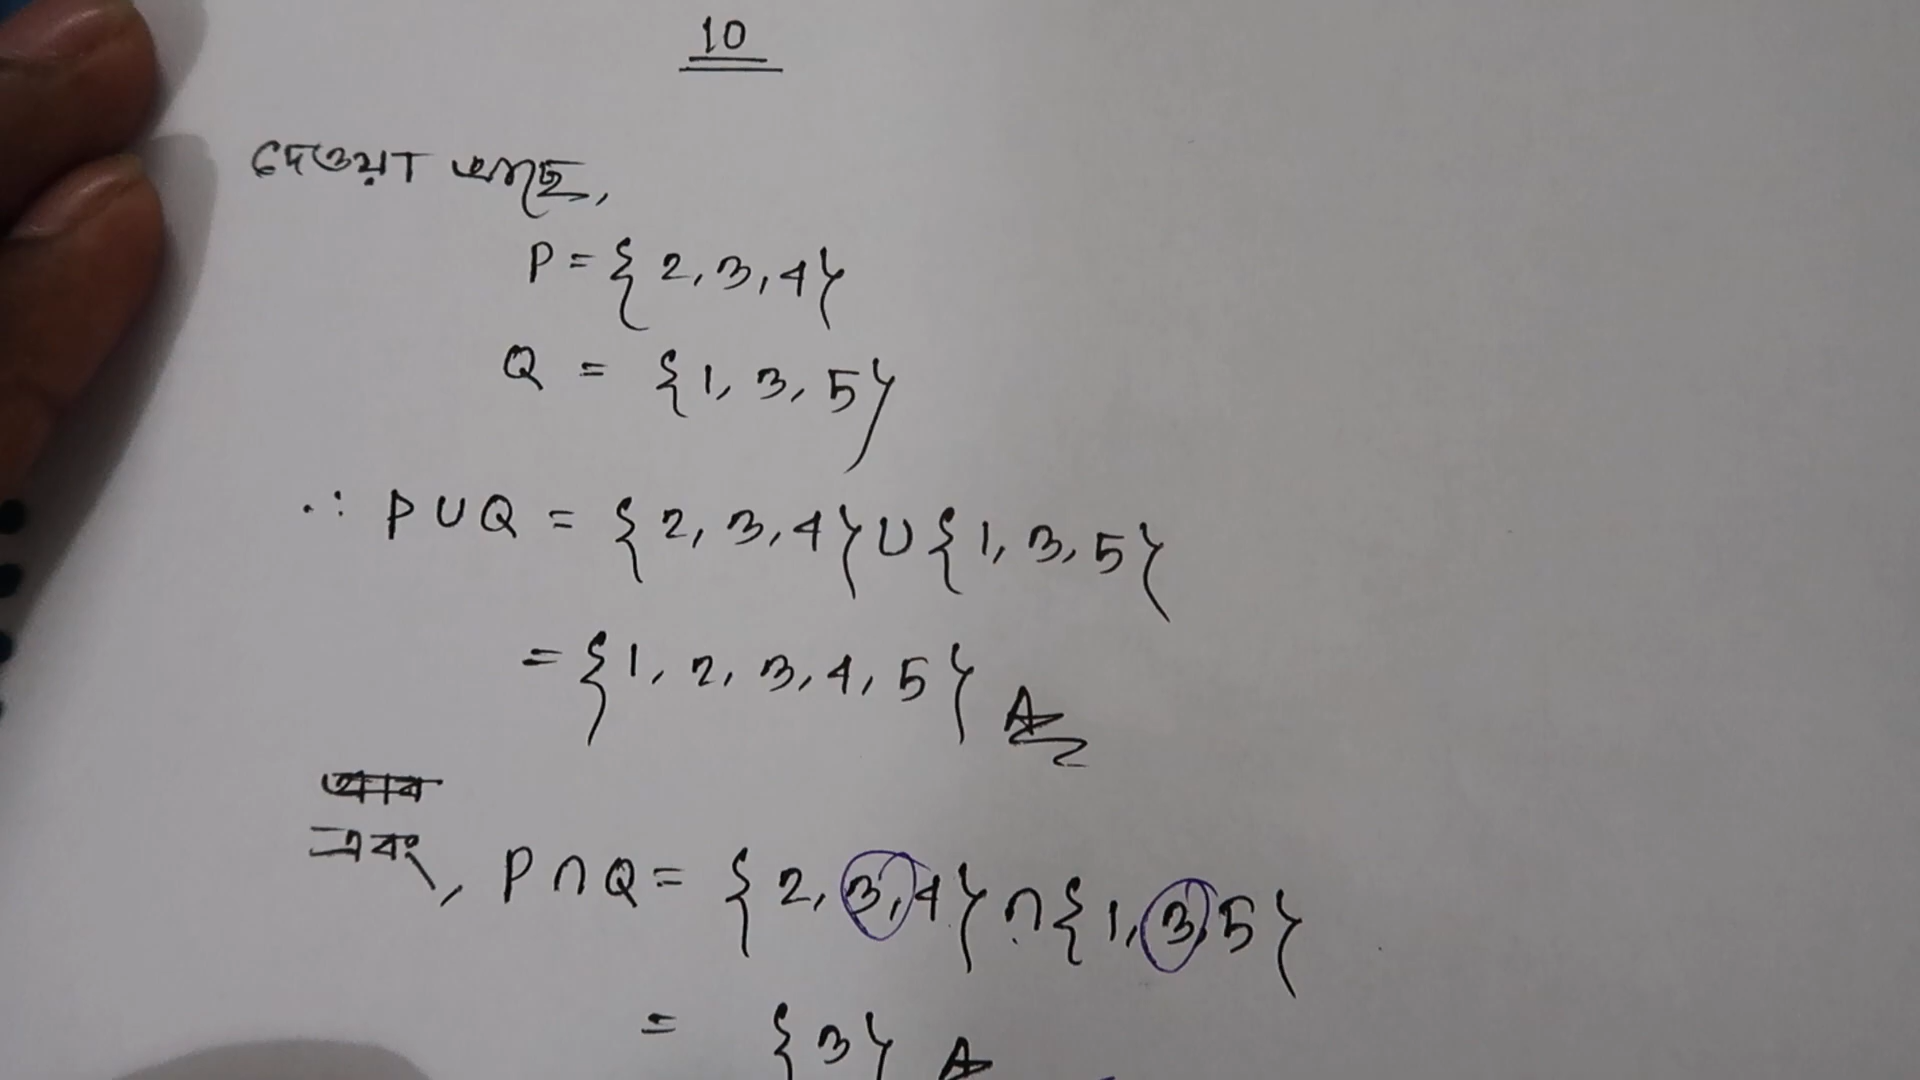 10
দেওয়া আছে,
P = {2, 3, 4}
Q = {1, 3, 5}
∴ P ∪ Q = {2, 3, 4} ∪ {1, 3, 5}
= {1, 2, 3, 4, 5} A
আব
এবং, P ∩ Q = {2, 3, 4} ∩ {1, 3, 5}
= {3} A